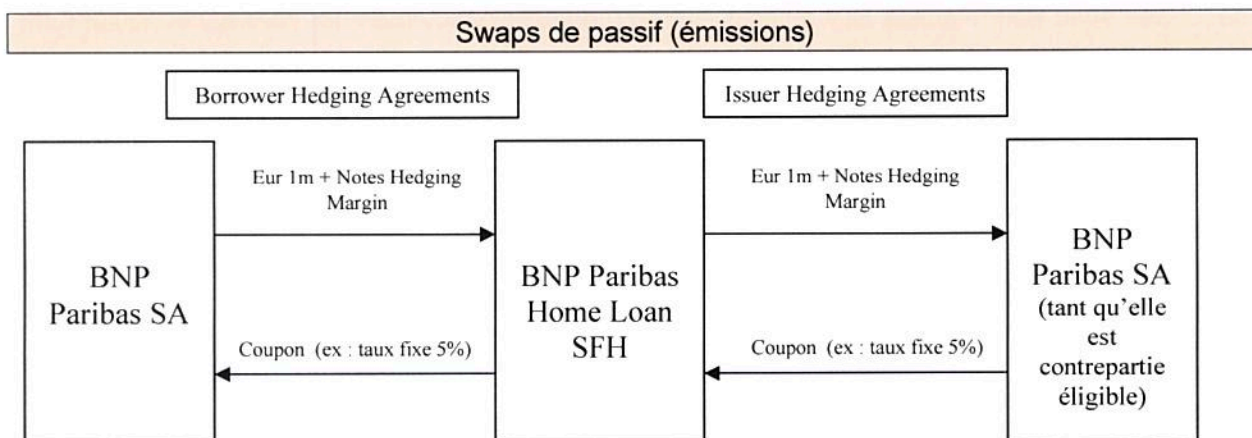 Swaps de passif (émissions)
Borrower Hedging Agreements
Issuer Hedging Agreements
BNP
Paribas SA
Eur 1m + Notes Hedging
Margin
Coupon (ex : taux fixe 5%)
BNP Paribas
Home Loan
SFH
Eur 1m + Notes Hedging
Margin
Coupon (ex : taux fixe 5%)
BNP
Paribas SA
(tant qu'elle
est
contrepartie
éligible)